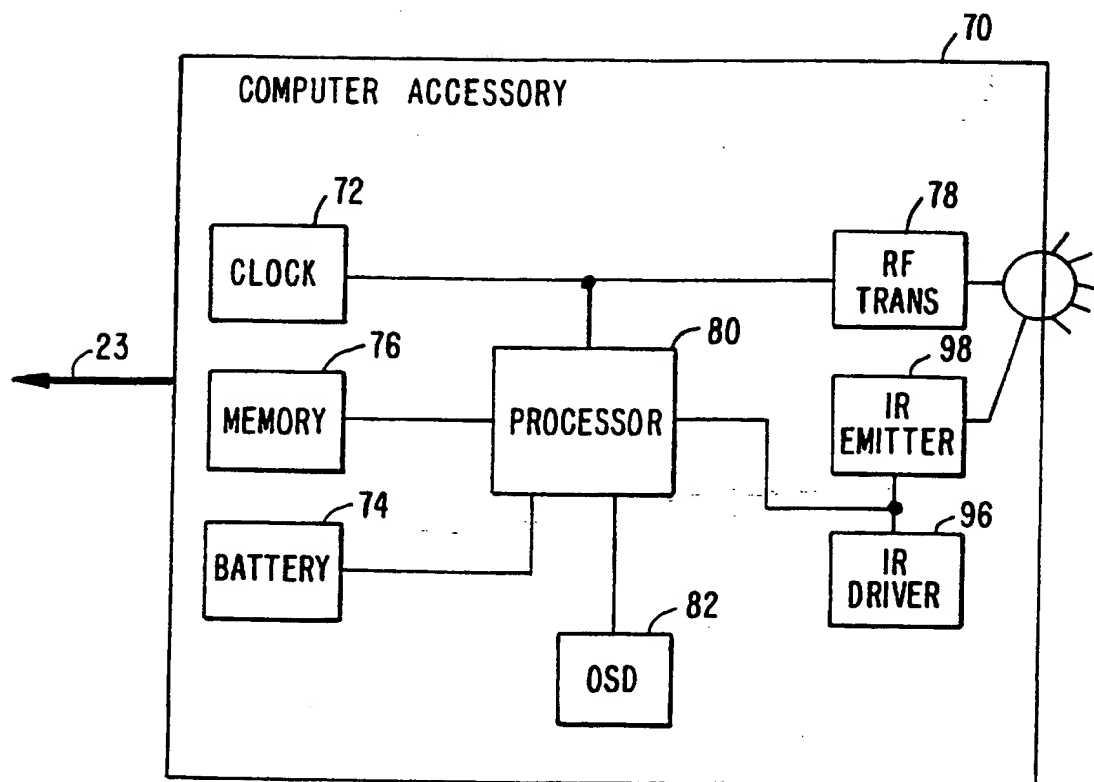 70
COMPUTER ACCESSORY
72
CLOCK
78
RF
TRANS
23
76
MEMORY
80
PROCESSOR
98
IR
EMITTER
74
BATTERY
96
IR
DRIVER
82
OSD